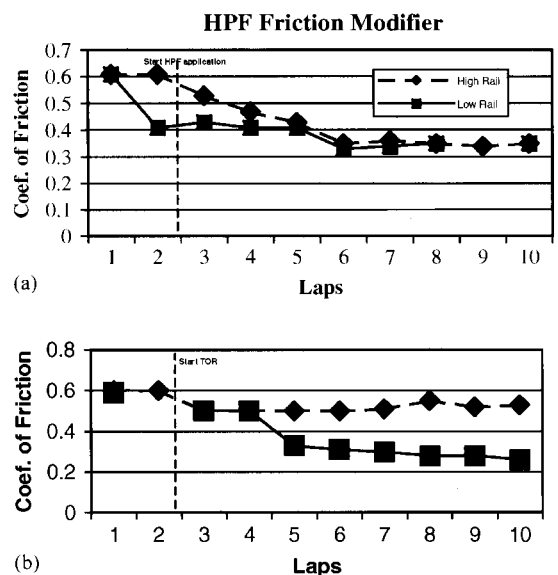 HPF Friction Modifier
0.7
Start HPF application
0.6
High Rail
0.5
Low Rail
0.4
0.3
0.2
0.1
0
Coef. of Friction
1 2 3 4 5 6 7 8 9 10
(a)
Laps
0.8
Start TOR
0.6
0.4
0.2
0
Coef. of Friction
1 2 3 4 5 6 7 8 9 10
(b)
Laps